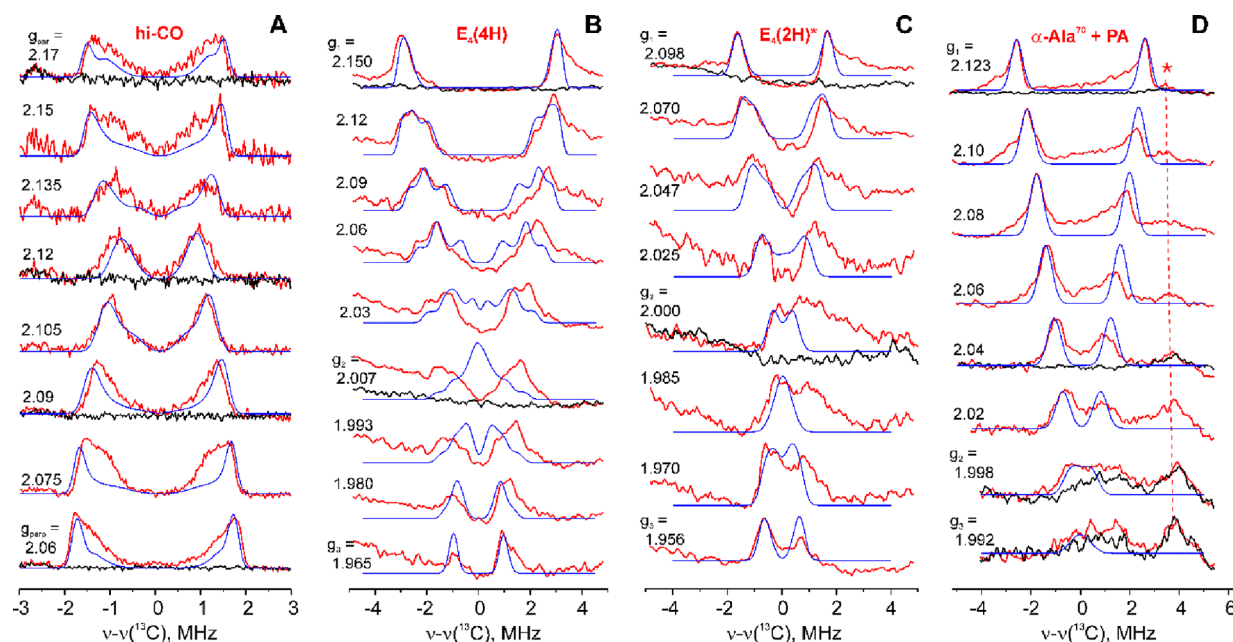 A
hi-CO
g_par =
2.17
2.15
2.135
2.12
2.105
2.09
2.075
g_perp =
2.06
-3 -2 -1 0 1 2 3
ν-ν(¹³C), MHz
B
E₄(4H)
g₁ =
2.150
2.12
2.09
2.06
2.03
g₂ =
2.007
1.993
1.980
g₃ =
1.965
-4 -2 0 2 4
ν-ν(¹³C), MHz
C
E₄(2H)*
g₁ =
2.098
2.070
2.047
2.025
g₂ =
2.000
1.985
1.970
g₃ =
1.956
-4 -2 0 2 4
ν-ν(¹³C), MHz
D
α-Ala⁷⁰ + PA
g₁ =
2.123
*
2.10
2.08
2.06
2.04
2.02
g₂ =
1.998
g₃ =
1.992
-4 -2 0 2 4 6
ν-ν(¹³C), MHz